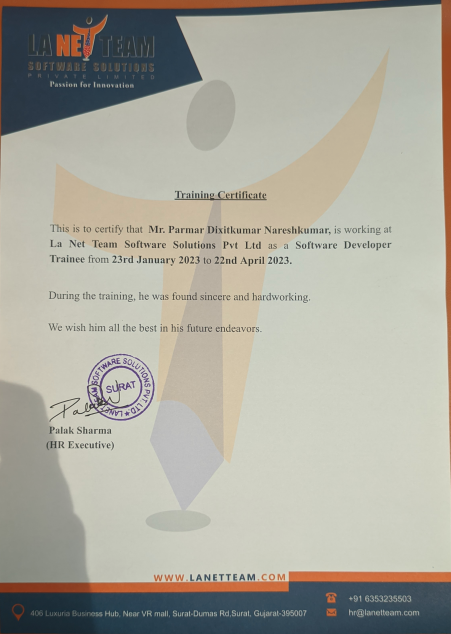 LA NET TEAM
SOFTWARE SOLUTIONS
PRIVATE LIMITED
Passion for Innovation
Training Certificate
This is to certify that Mr. Parmar Dixitkumar Nareshkumar, is working at
La Net Team Software Solutions Pvt Ltd as a Software Developer
Trainee from 23rd January 2023 to 22nd April 2023.
During the training, he was found sincere and hardworking.
We wish him all the best in his future endeavors.
LA NET TEAM SOFTWARE SOLUTIONS PVT LTD
SURAT
Palak
Palak Sharma
(HR Executive)
WWW.LANETTEAM.COM
406 Luxuria Business Hub, Near VR mall, Surat-Dumas Rd,Surat, Gujarat-395007
+91 6353235503
hr@lanetteam.com